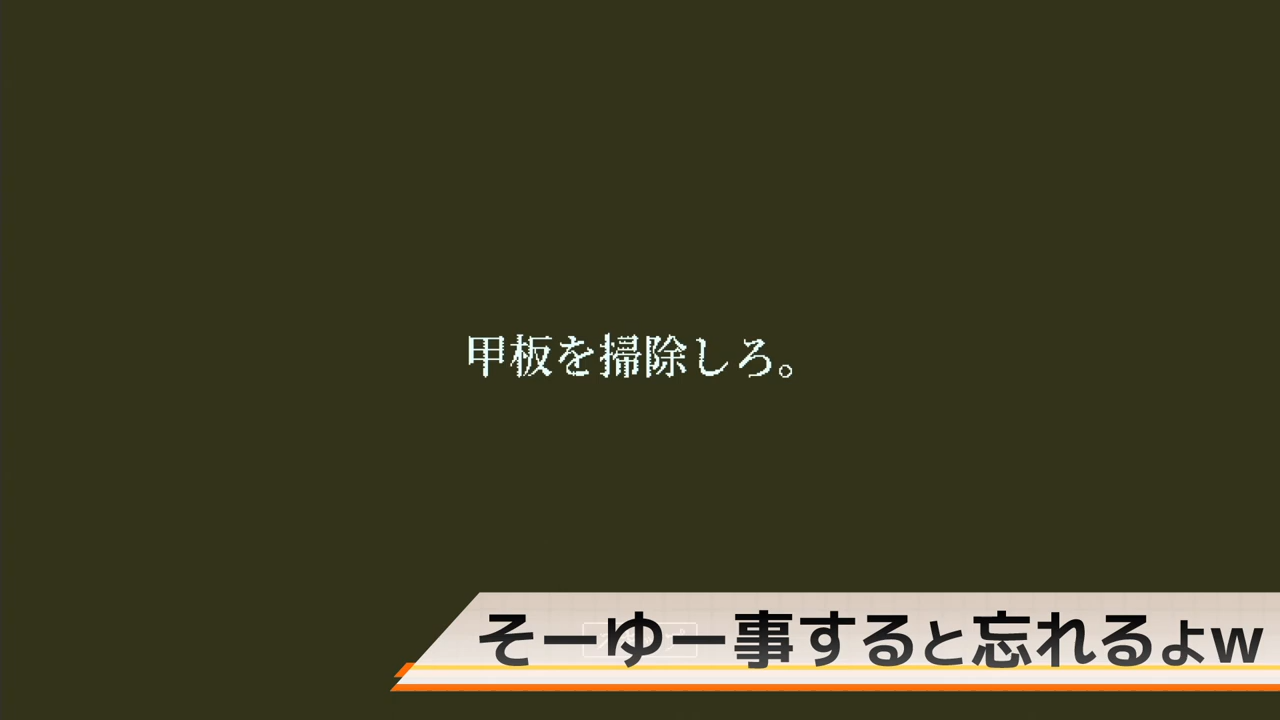 甲板を掃除しろ。
そーゆー事すると忘れるよw